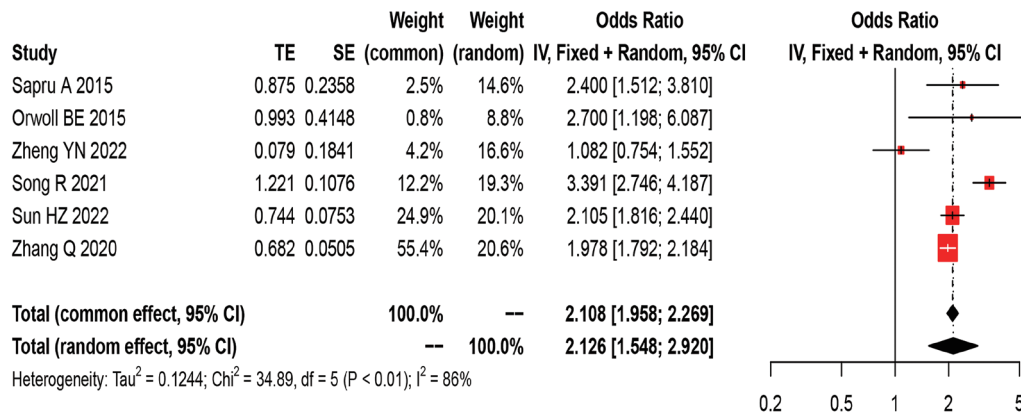 Weight Weight Odds Ratio Odds Ratio
Study TE SE (common) (random) IV, Fixed + Random, 95% CI IV, Fixed + Random, 95% CI
Sapru A 2015 0.875 0.2358 2.5% 14.6% 2.400 [1.512; 3.810]
Orwoll BE 2015 0.993 0.4148 0.8% 8.8% 2.700 [1.198; 6.087]
Zheng YN 2022 0.079 0.1841 4.2% 16.6% 1.082 [0.754; 1.552]
Song R 2021 1.221 0.1076 12.2% 19.3% 3.391 [2.746; 4.187]
Sun HZ 2022 0.744 0.0753 24.9% 20.1% 2.105 [1.816; 2.440]
Zhang Q 2020 0.682 0.0505 55.4% 20.6% 1.978 [1.792; 2.184]
Total (common effect, 95% CI) 100.0% -- 2.108 [1.958; 2.269]
Total (random effect, 95% CI) -- 100.0% 2.126 [1.548; 2.920]
Heterogeneity: Tau² = 0.1244; Chi² = 34.89, df = 5 (P < 0.01); I² = 86%
0.2 1 2 5